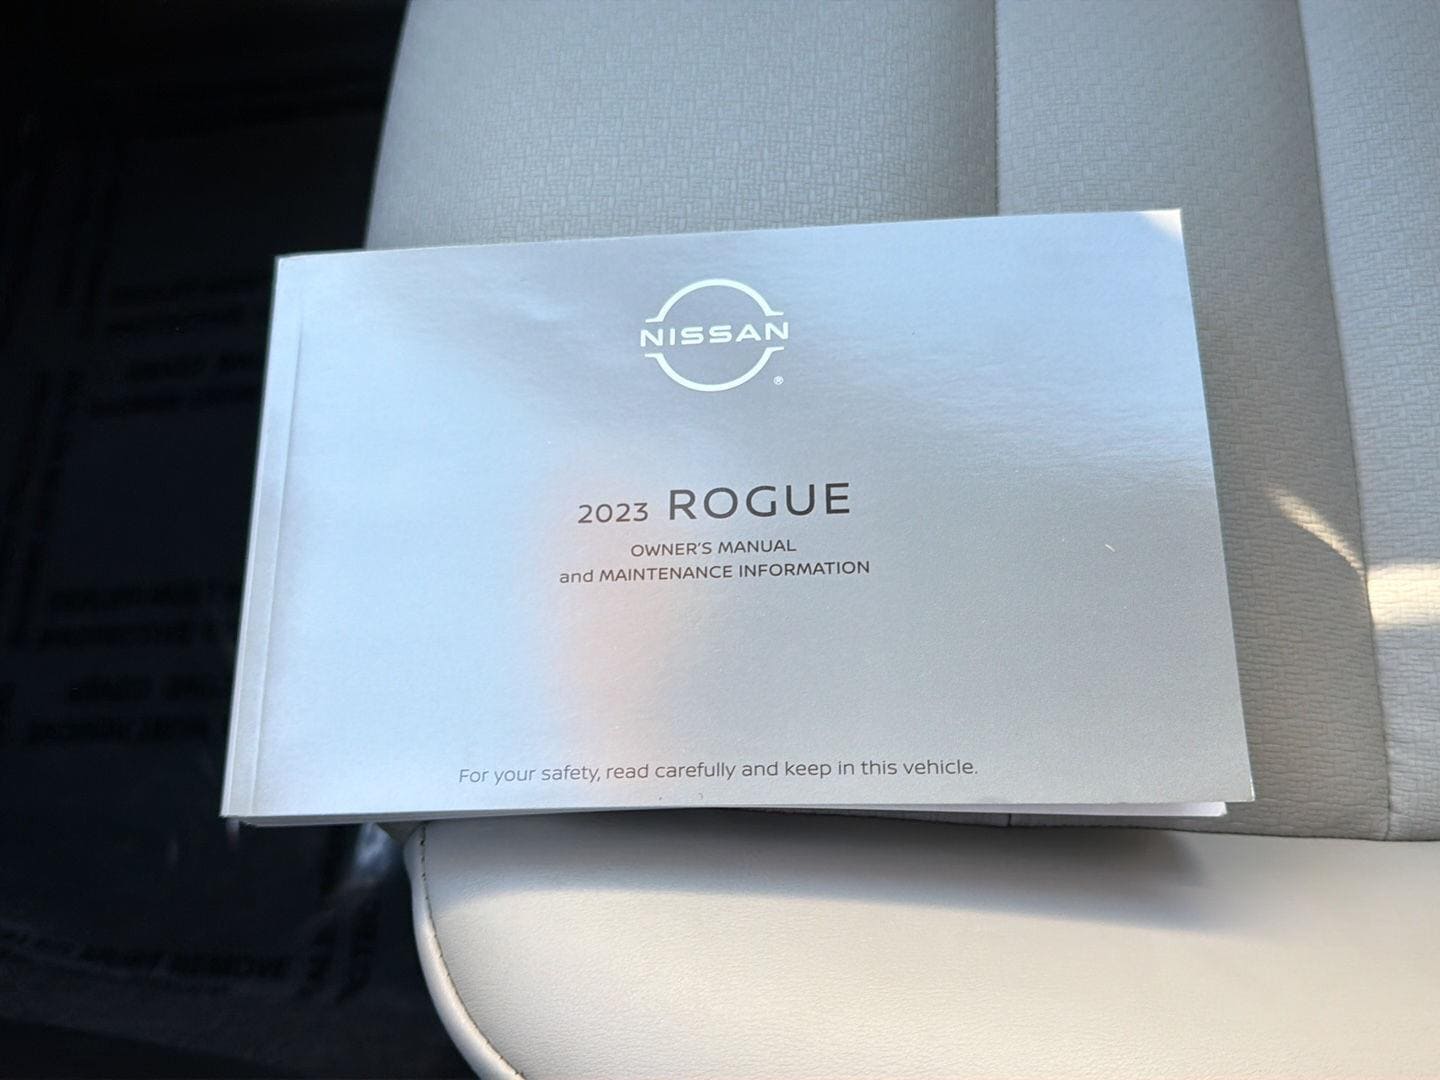 NISSAN
®
2023 ROGUE
OWNER'S MANUAL
and MAINTENANCE INFORMATION
For your safety, read carefully and keep in this vehicle.